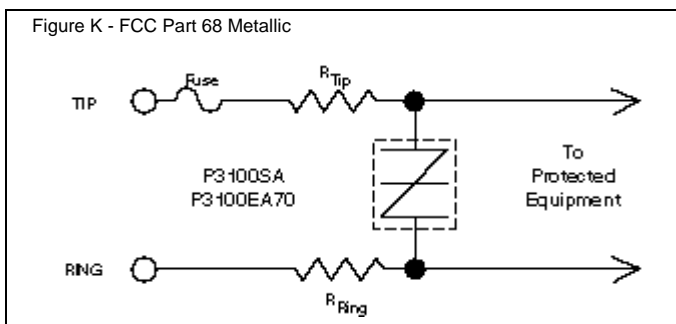 Figure K - FCC Part 68 Metallic
Fuse
RTip
TIP
P3100SA
P3100EA70
To
Protected
Equipment
RING
RRing